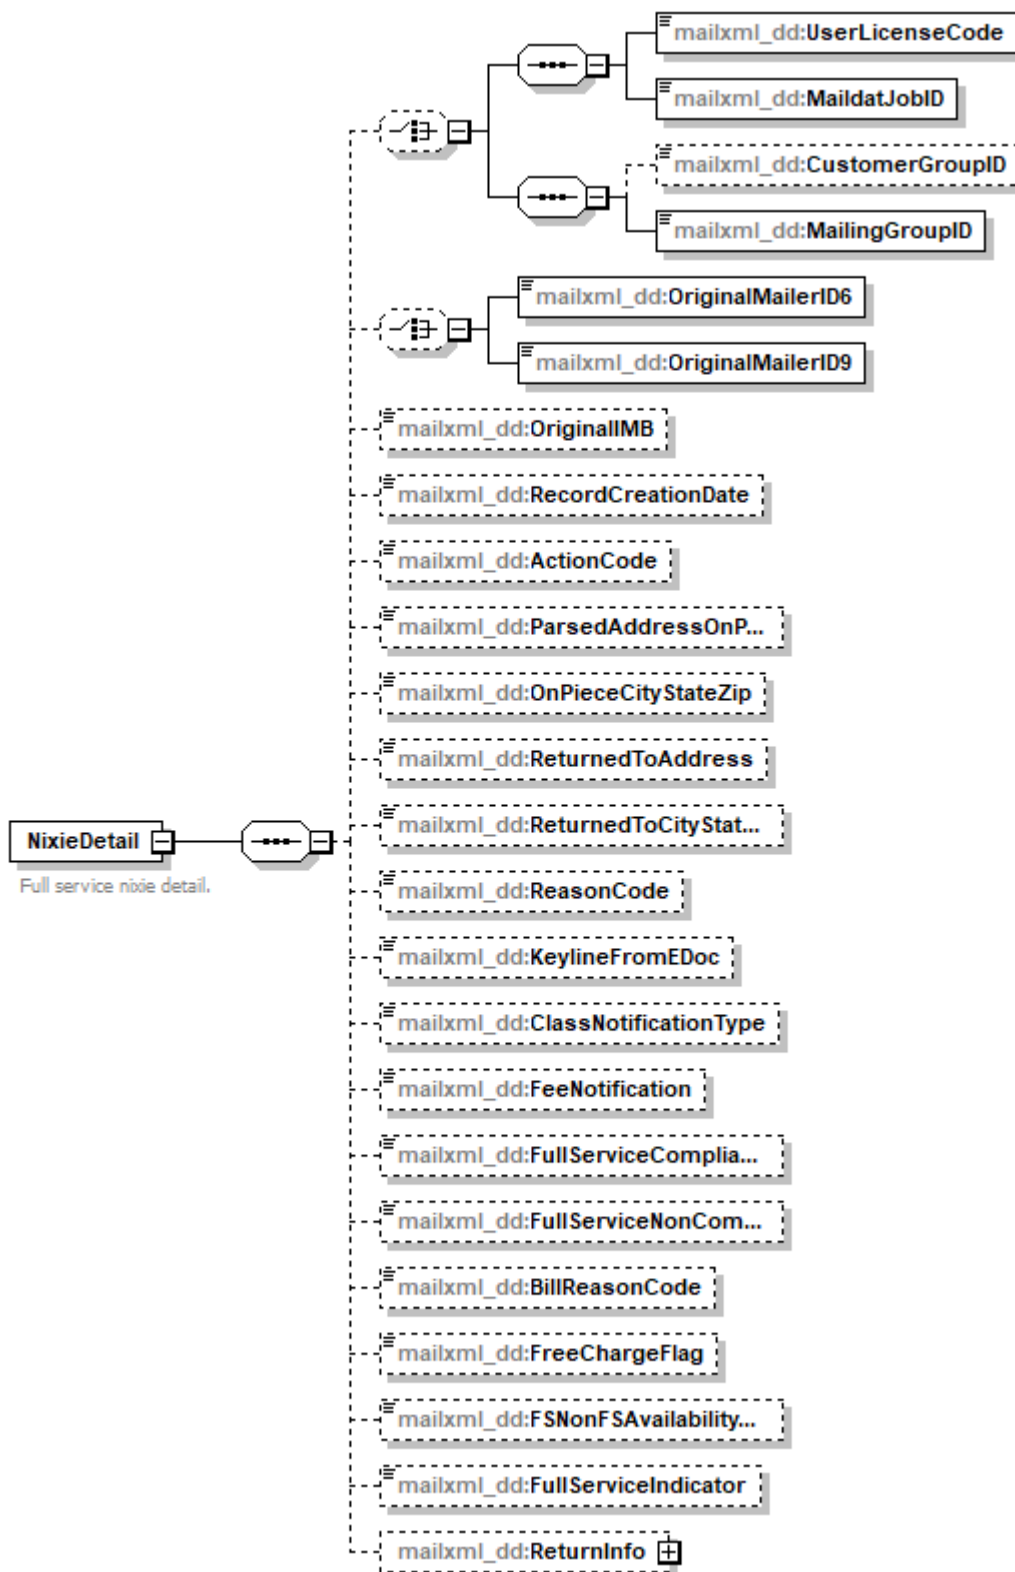 mailxml_dd:UserLicenseCode
mailxml_dd:MaildatJobID
mailxml_dd:CustomerGroupID
mailxml_dd:MailingGroupID
mailxml_dd:OriginalMailerID6
mailxml_dd:OriginalMailerID9
mailxml_dd:OriginalIMB
mailxml_dd:RecordCreationDate
mailxml_dd:ActionCode
mailxml_dd:ParsedAddressOnP...
mailxml_dd:OnPieceCityStateZip
mailxml_dd:ReturnedToAddress
mailxml_dd:ReturnedToCityStat...
NixieDetail
Full service nixie detail.
mailxml_dd:ReasonCode
mailxml_dd:KeylineFromEDoc
mailxml_dd:ClassNotificationType
mailxml_dd:FeeNotification
mailxml_dd:FullServiceComplia...
mailxml_dd:FullServiceNonCom...
mailxml_dd:BillReasonCode
mailxml_dd:FreeChargeFlag
mailxml_dd:FSNonFSAvailability...
mailxml_dd:FullServiceIndicator
mailxml_dd:ReturnInfo